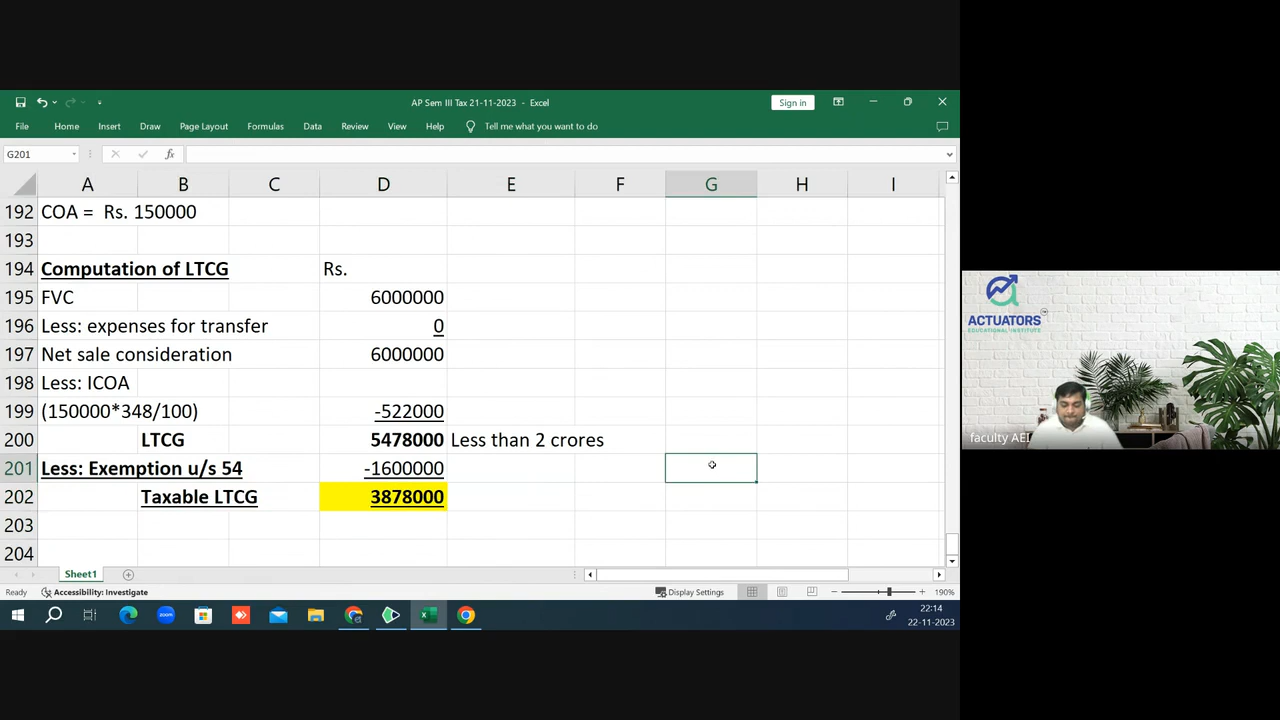 AP Sem III Tax 21-11-2023 - Excel
Sign in
File Home Insert Draw Page Layout Formulas Data Review View Help Tell me what you want to do
G201 fx
A B C D E F G H I
192 COA = Rs. 150000
193
194 Computation of LTCG Rs.
195 FVC 6000000
196 Less: expenses for transfer 0
197 Net sale consideration 6000000
198 Less: ICOA
199 (150000*348/100) -522000
200 LTCG 5478000 Less than 2 crores
201 Less: Exemption u/s 54 -1600000
202 Taxable LTCG 3878000
203
204
Sheet1
Ready Accessibility: Investigate Display Settings 190%
zoom
22:14
22-11-2023
ACTUATORS
EDUCATIONAL INSTITUTE
faculty AEI